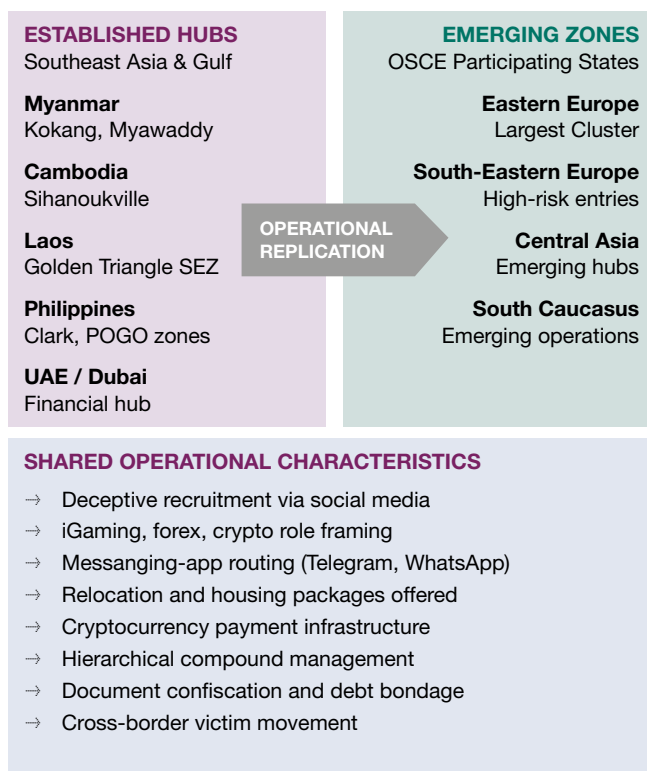 ESTABLISHED HUBS
Southeast Asia & Gulf
Myanmar
Kokang, Myawaddy
Cambodia
Sihanoukville
Laos
Golden Triangle SEZ
Philippines
Clark, POGO zones
UAE / Dubai
Financial hub
OPERATIONAL
REPLICATION
EMERGING ZONES
OSCE Participating States
Eastern Europe
Largest Cluster
South-Eastern Europe
High-risk entries
Central Asia
Emerging hubs
South Caucasus
Emerging operations
SHARED OPERATIONAL CHARACTERISTICS
→ Deceptive recruitment via social media
→ iGaming, forex, crypto role framing
→ Messanging-app routing (Telegram, WhatsApp)
→ Relocation and housing packages offered
→ Cryptocurrency payment infrastructure
→ Hierarchical compound management
→ Document confiscation and debt bondage
→ Cross-border victim movement